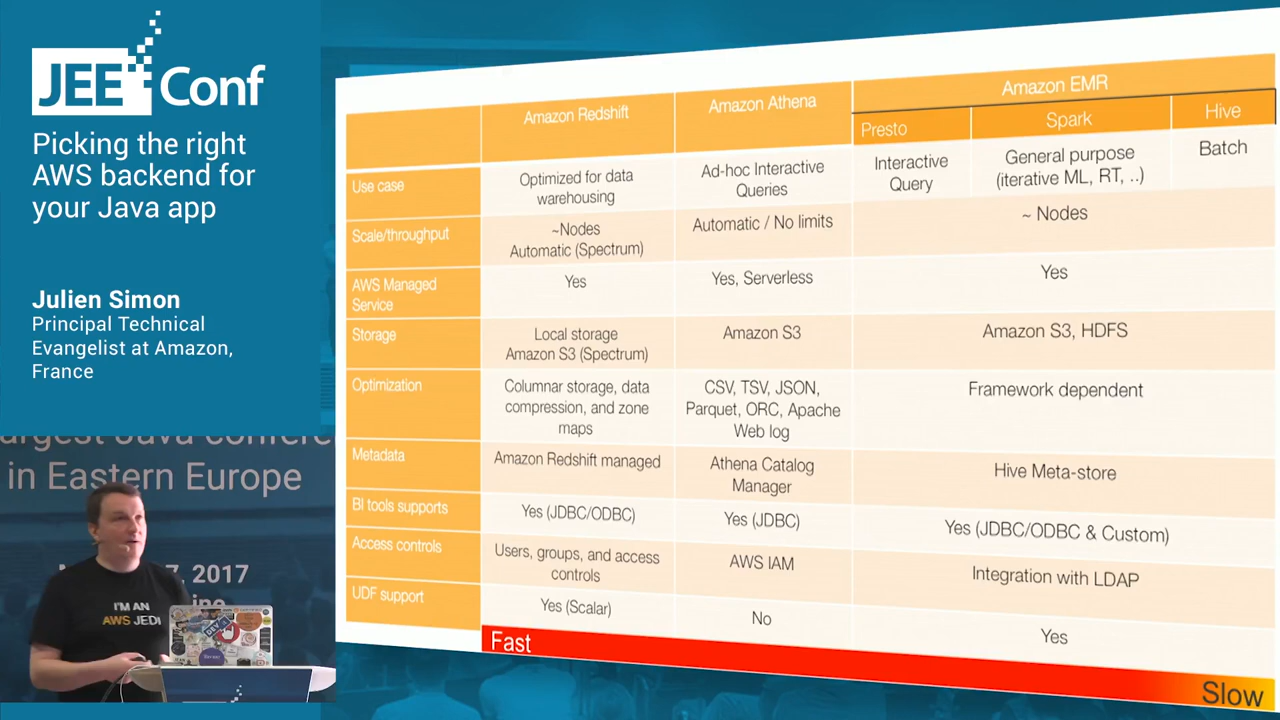 JEE Conf
Picking the right
AWS backend for
your Java app
Julien Simon
Principal Technical
Evangelist at Amazon,
France
Java confere
in Eastern Europe
7, 2017
I'M AN
AWS JEDI
Amazon Redshift
Amazon Athena
Amazon EMR
Presto
Spark
Hive
Use case
Optimized for data
warehousing
Ad-hoc Interactive
Queries
Interactive
Query
General purpose
(iterative ML, RT, ..)
Batch
Scale/throughput
~Nodes
Automatic (Spectrum)
Automatic / No limits
~ Nodes
AWS Managed
Service
Yes
Yes, Serverless
Yes
Storage
Local storage
Amazon S3 (Spectrum)
Amazon S3
Amazon S3, HDFS
Optimization
Columnar storage, data
compression, and zone
maps
CSV, TSV, JSON,
Parquet, ORC, Apache
Web log
Framework dependent
Metadata
Amazon Redshift managed
Athena Catalog
Manager
Hive Meta-store
BI tools supports
Yes (JDBC/ODBC)
Yes (JDBC)
Yes (JDBC/ODBC & Custom)
Access controls
Users, groups, and access
controls
AWS IAM
Integration with LDAP
UDF support
Yes (Scalar)
No
Yes
Fast
Slow